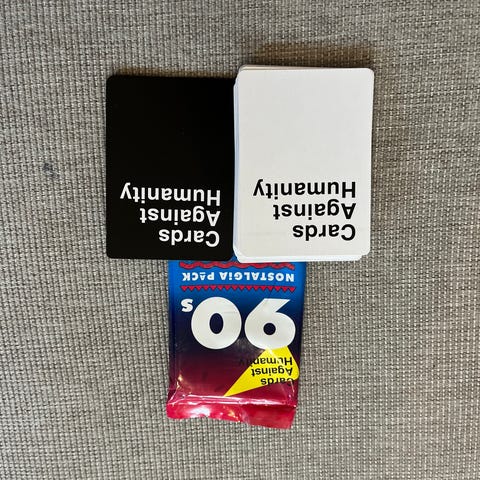 Cards
Against
Humanity
Cards
Against
Humanity
Cards
Against
Humanity
90s
NOSTALGIA PACK